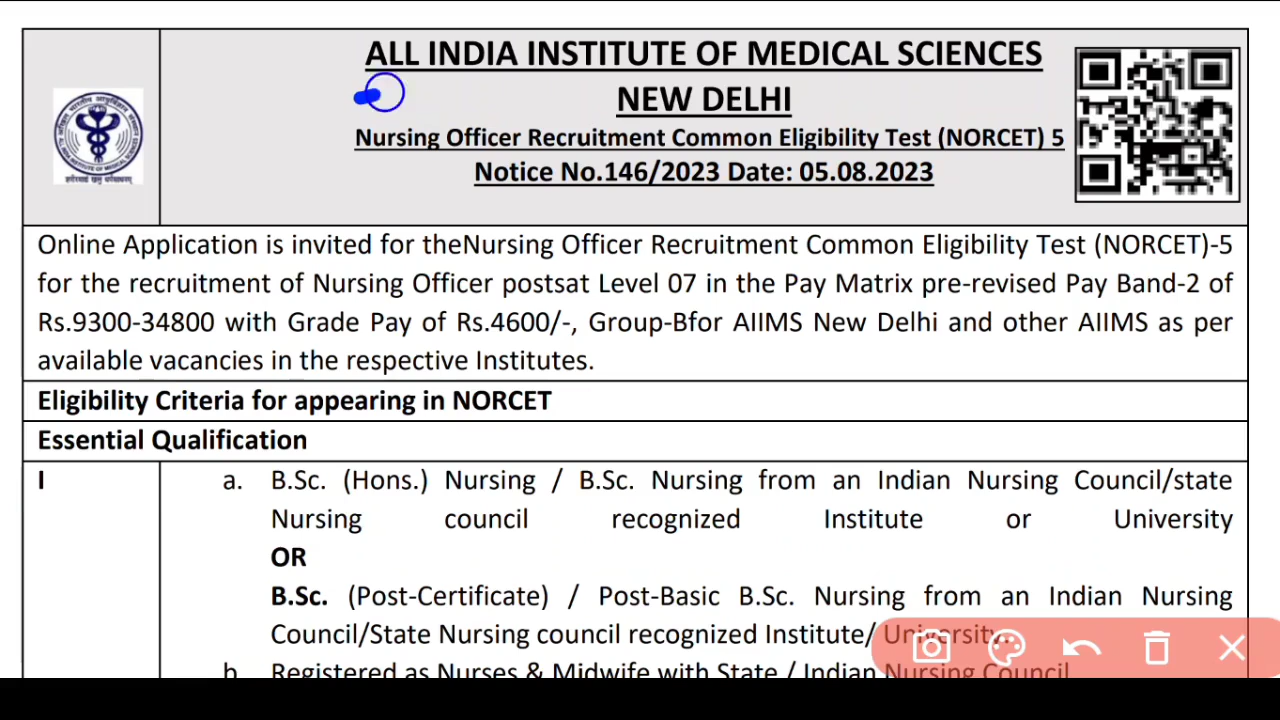 ALL INDIA INSTITUTE OF MEDICAL SCIENCES
NEW DELHI
Nursing Officer Recruitment Common Eligibility Test (NORCET) 5
Notice No.146/2023 Date: 05.08.2023
Online Application is invited for theNursing Officer Recruitment Common Eligibility Test (NORCET)-5
for the recruitment of Nursing Officer postsat Level 07 in the Pay Matrix pre-revised Pay Band-2 of
Rs.9300-34800 with Grade Pay of Rs.4600/-, Group-Bfor AIIMS New Delhi and other AIIMS as per
available vacancies in the respective Institutes.
Eligibility Criteria for appearing in NORCET
Essential Qualification
I
a. B.Sc. (Hons.) Nursing / B.Sc. Nursing from an Indian Nursing Council/state
Nursing council recognized Institute or University
OR
B.Sc. (Post-Certificate) / Post-Basic B.Sc. Nursing from an Indian Nursing
Council/State Nursing council recognized Institute/ University.
b Registered as Nurses & Midwife with State / Indian Nursing Council